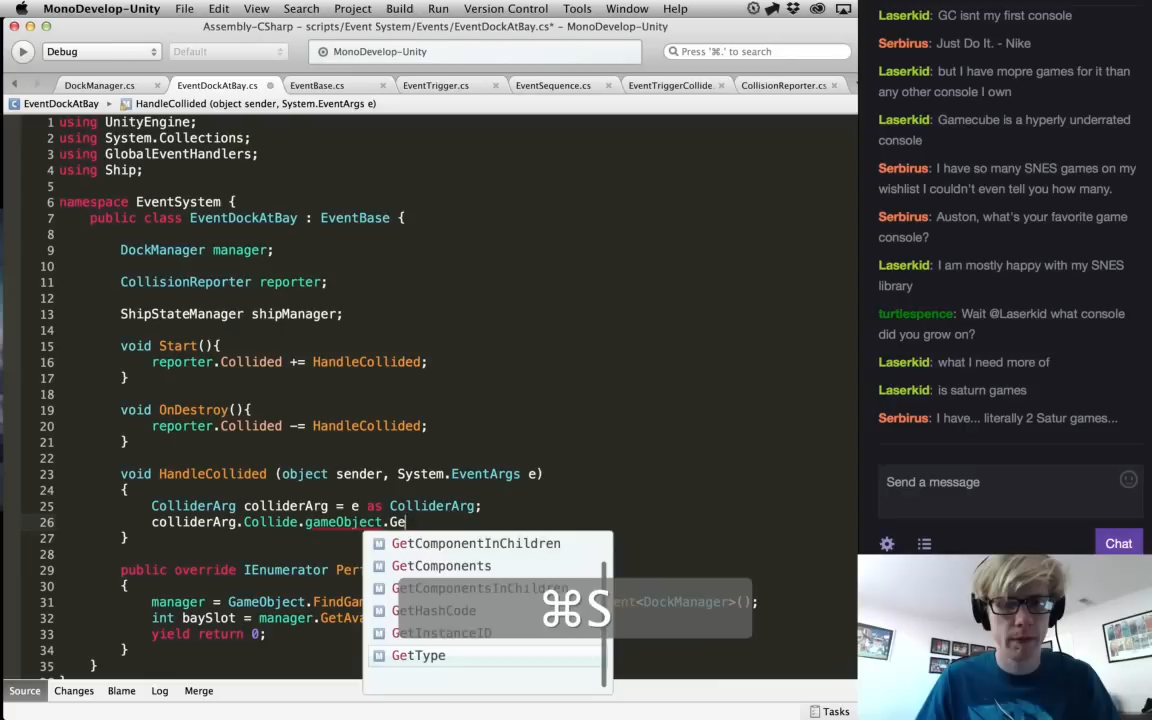 MonoDevelop-Unity File Edit View Search Project Build Run Version Control Tools Window Help
Assembly-CSharp - scripts/Event System/Events/EventDockAtBay.cs* - MonoDevelop-Unity
Debug Default MonoDevelop-Unity Press '⌘.' to search
DockManager.cs EventDockAtBay.cs EventBase.cs EventTrigger.cs EventSequence.cs EventTriggerCollide. CollisionReporter.cs
EventDockAtBay HandleCollided (object sender, System.EventArgs e)
1 using UnityEngine;
2 using System.Collections;
3 using GlobalEventHandlers;
4 using Ship;
5
6 namespace EventSystem {
7 public class EventDockAtBay : EventBase {
8
9 DockManager manager;
10
11 CollisionReporter reporter;
12
13 ShipStateManager shipManager;
14
15 void Start(){
16 reporter.Collided += HandleCollided;
17 }
18
19 void OnDestroy(){
20 reporter.Collided -= HandleCollided;
21 }
22
23 void HandleCollided (object sender, System.EventArgs e)
24 {
25 ColliderArg colliderArg = e as ColliderArg;
26 colliderArg.Collide.gameObject.Ge
27 }
28
29 public override IEnumerator Per
30 {
31 manager = GameObject.FindGa ent<DockManager>();
32 int baySlot = manager.GetAva
33 yield return 0;
34 }
35 }
GetComponentInChildren
GetComponents
GetComponentsInChildren
GetHashCode
GetInstanceID
GetType
⌘S
Source Changes Blame Log Merge
Tasks
Laserkid: GC isnt my first console
Serbirus: Just Do It. - Nike
Laserkid: but I have mopre games for it than
any other console I own
Laserkid: Gamecube is a hyperly underrated
console
Serbirus: I have so many SNES games on my
wishlist I couldn't even tell you how many.
Serbirus: Auston, what's your favorite game
console?
Laserkid: I am mostly happy with my SNES
library
turtlespence: Wait @Laserkid what console
did you grow on?
Laserkid: what I need more of
Laserkid: is saturn games
Serbirus: I have... literally 2 Satur games...
Send a message
Chat